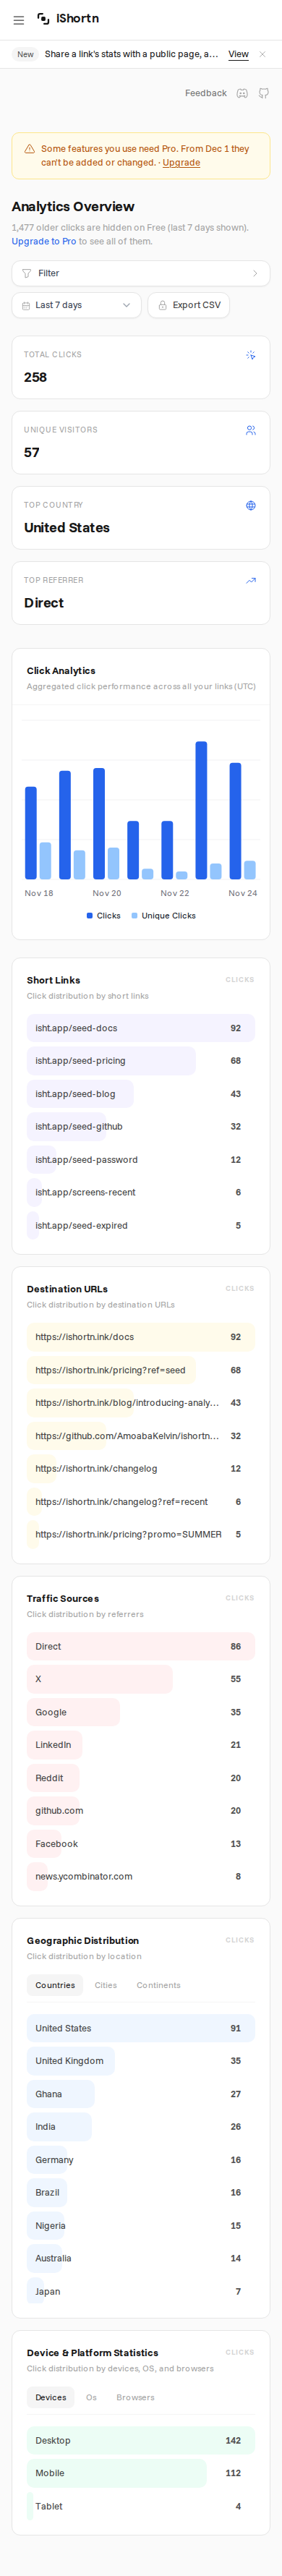 iShortn
New Share a link's stats with a public page, a... View
Feedback
Some features you use need Pro. From Dec 1 they
can't be added or changed. · Upgrade
Analytics Overview
1,477 older clicks are hidden on Free (last 7 days shown).
Upgrade to Pro to see all of them.
Filter
Last 7 days
Export CSV
TOTAL CLICKS
258
UNIQUE VISITORS
57
TOP COUNTRY
United States
TOP REFERRER
Direct
Click Analytics
Aggregated click performance across all your links (UTC)
Nov 18 Nov 20 Nov 22 Nov 24
Clicks Unique Clicks
Short Links CLICKS
Click distribution by short links
isht.app/seed-docs 92
isht.app/seed-pricing 68
isht.app/seed-blog 43
isht.app/seed-github 32
isht.app/seed-password 12
isht.app/screens-recent 6
isht.app/seed-expired 5
Destination URLs CLICKS
Click distribution by destination URLs
https://ishortn.ink/docs 92
https://ishortn.ink/pricing?ref=seed 68
https://ishortn.ink/blog/introducing-analy... 43
https://github.com/AmoabaKelvin/ishortn... 32
https://ishortn.ink/changelog 12
https://ishortn.ink/changelog?ref=recent 6
https://ishortn.ink/pricing?promo=SUMMER 5
Traffic Sources CLICKS
Click distribution by referrers
Direct 86
X 55
Google 35
LinkedIn 21
Reddit 20
github.com 20
Facebook 13
news.ycombinator.com 8
Geographic Distribution CLICKS
Click distribution by location
Countries Cities Continents
United States 91
United Kingdom 35
Ghana 27
India 26
Germany 16
Brazil 16
Nigeria 15
Australia 14
Japan 7
Device & Platform Statistics CLICKS
Click distribution by devices, OS, and browsers
Devices Os Browsers
Desktop 142
Mobile 112
Tablet 4